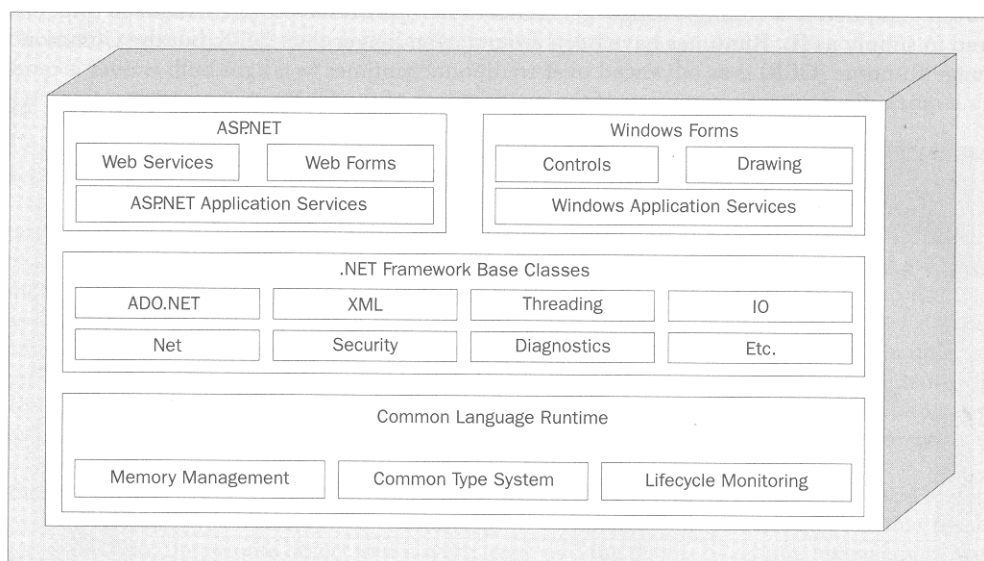 ASP.NET
Windows Forms
Web Services
Web Forms
Controls
Drawing
ASP.NET Application Services
Windows Application Services
.NET Framework Base Classes
ADO.NET
XML
Threading
IO
Net
Security
Diagnostics
Etc.
Common Language Runtime
Memory Management
Common Type System
Lifecycle Monitoring